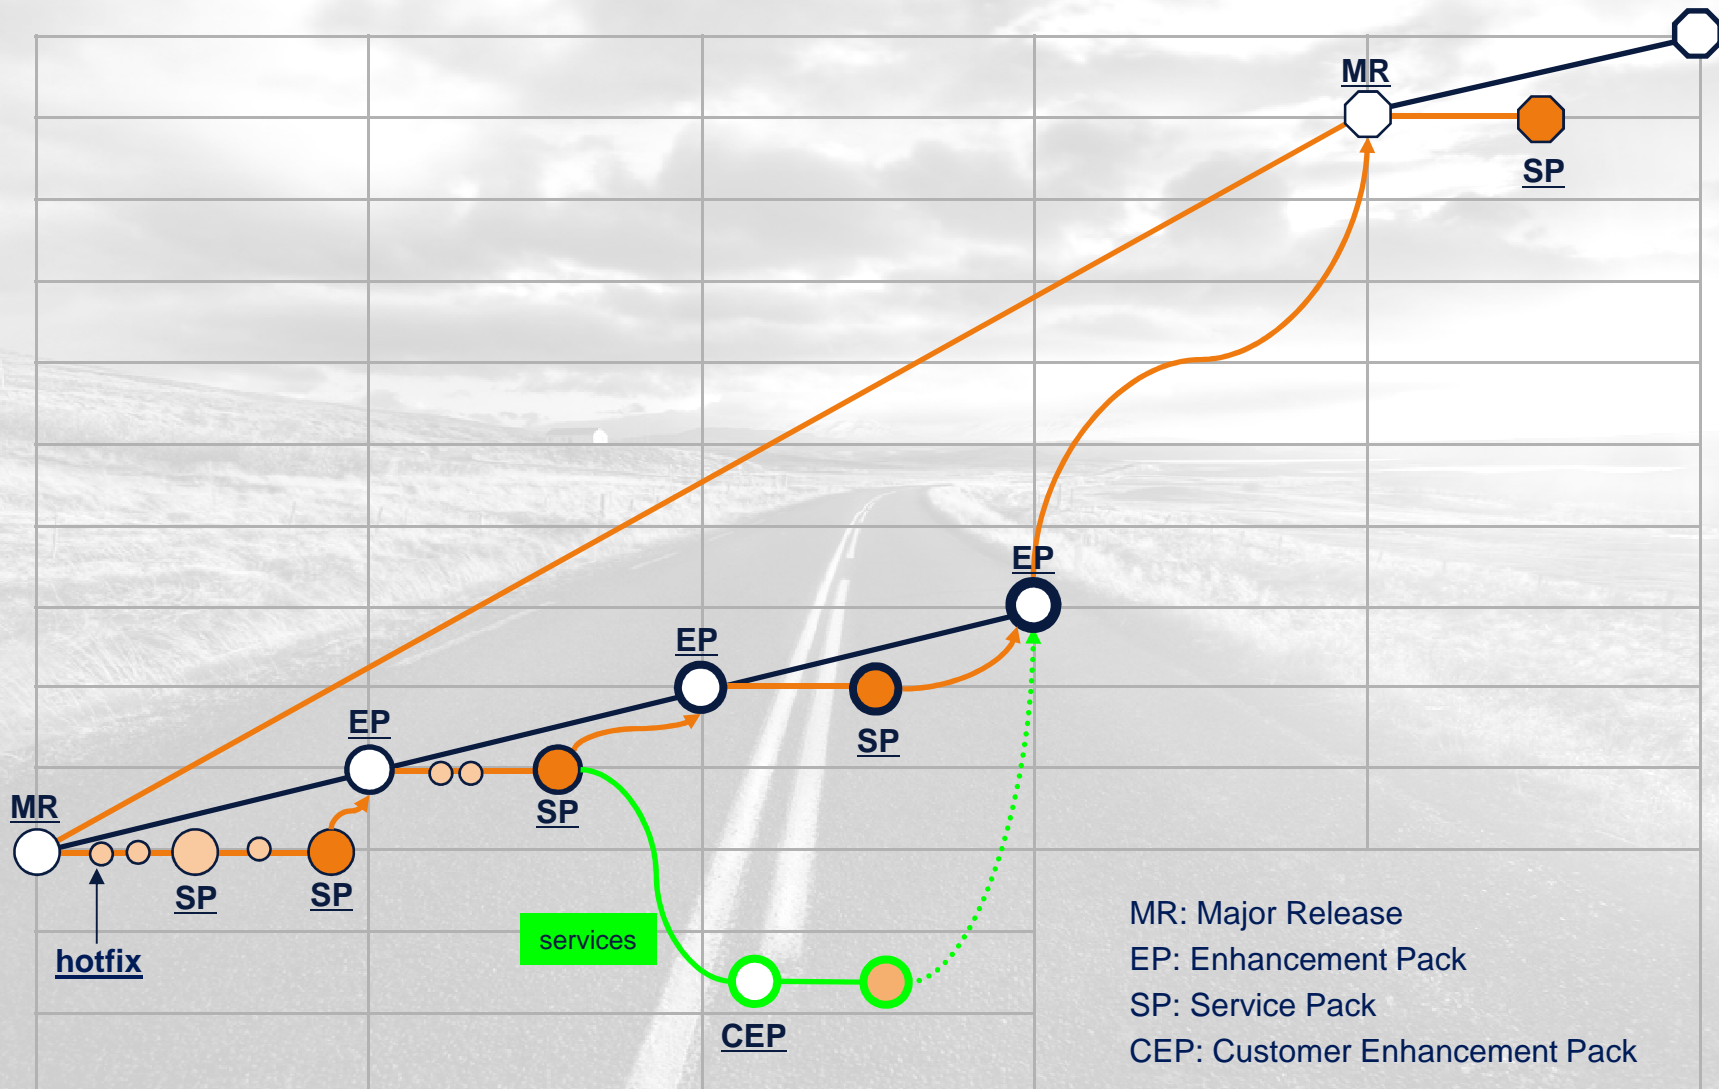 MR
SP
EP
EP
EP
MR
SP
SP
SP
SP
hotfix
services
CEP
MR: Major Release
EP: Enhancement Pack
SP: Service Pack
CEP: Customer Enhancement Pack